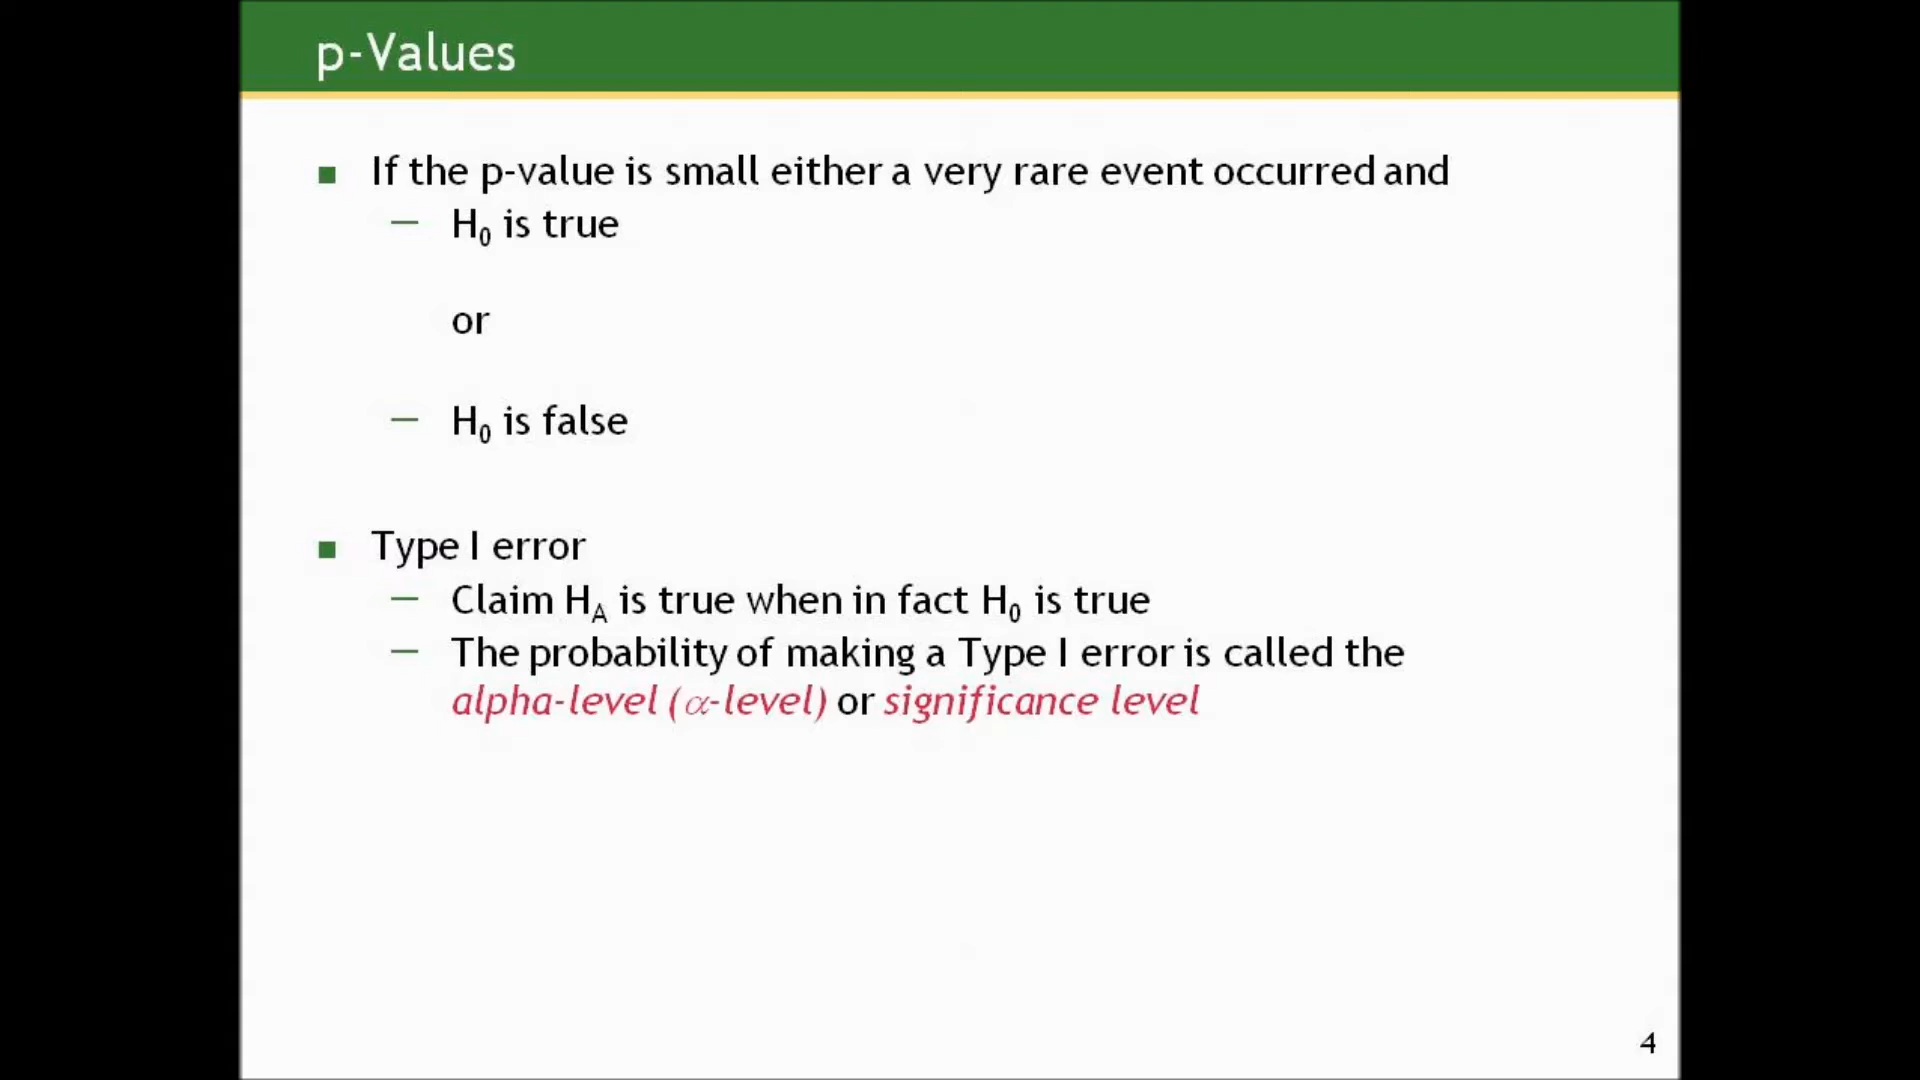 p-Values
■ If the p-value is small either a very rare event occurred and
— H₀ is true
or
— H₀ is false
■ Type I error
— Claim H_A is true when in fact H₀ is true
— The probability of making a Type I error is called the
alpha-level (α-level) or significance level
4